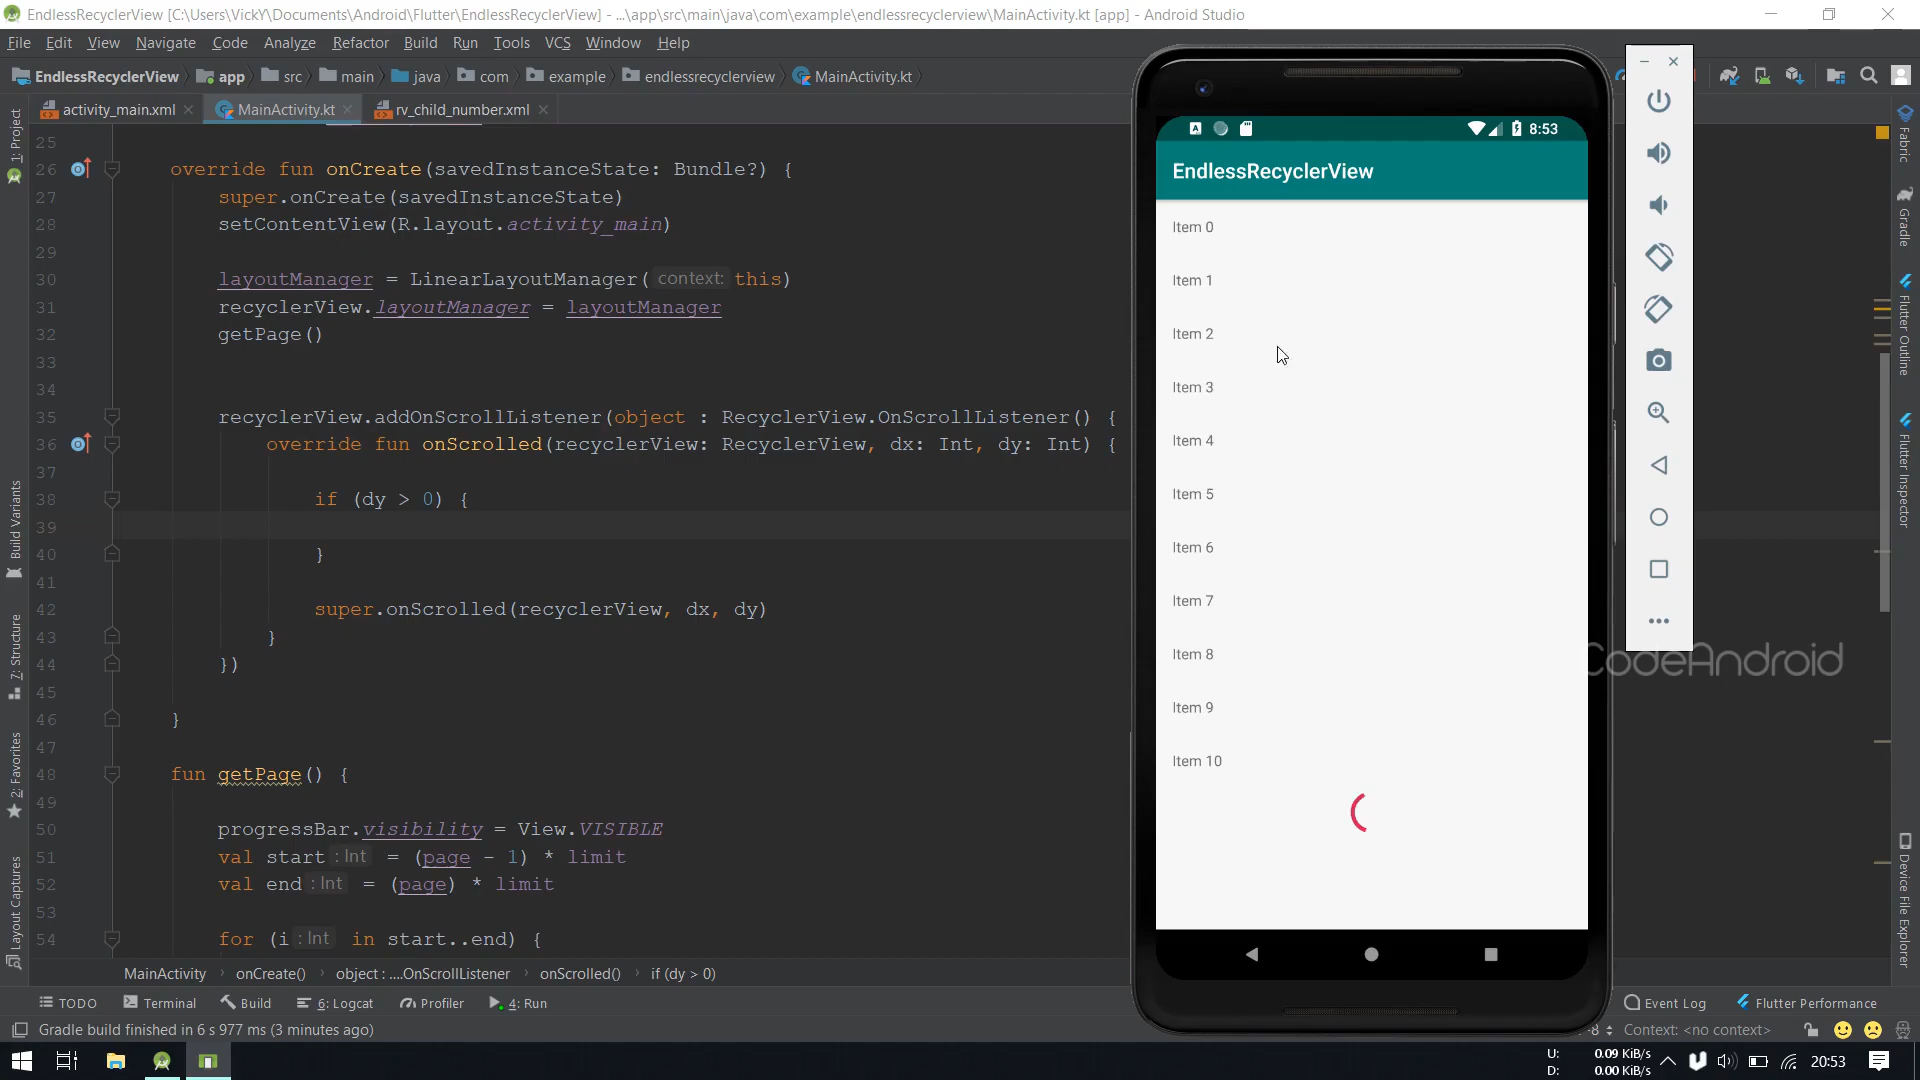 EndlessRecyclerView [C:\Users\VickY\Documents\Android\Flutter\EndlessRecyclerView] - ...\app\src\main\java\com\example\endlessrecyclerview\MainActivity.kt [app] - Android Studio
File Edit View Navigate Code Analyze Refactor Build Run Tools VCS Window Help
EndlessRecyclerView app src main java com example endlessrecyclerview MainActivity.kt
activity_main.xml MainActivity.kt rv_child_number.xml
25
26 override fun onCreate(savedInstanceState: Bundle?) {
27 super.onCreate(savedInstanceState)
28 setContentView(R.layout.activity_main)
29
30 layoutManager = LinearLayoutManager( context: this)
31 recyclerView.layoutManager = layoutManager
32 getPage()
33
34
35 recyclerView.addOnScrollListener(object : RecyclerView.OnScrollListener() {
36 override fun onScrolled(recyclerView: RecyclerView, dx: Int, dy: Int) {
37
38 if (dy > 0) {
39
40 }
41
42 super.onScrolled(recyclerView, dx, dy)
43 }
44 })
45
46 }
48 fun getPage() {
49
50 progressBar.visibility = View.VISIBLE
51 val start : Int = (page - 1) * limit
52 val end : Int = (page) * limit
53
54 for (i : Int in start..end) {
MainActivity onCreate() object : ....OnScrollListener onScrolled() if (dy > 0)
TODO Terminal Build 6: Logcat Profiler 4: Run
Event Log Flutter Performance
Gradle build finished in 6 s 977 ms (3 minutes ago)
-8 Context: <no context>
1: Project
Build Variants
7: Structure
2: Favorites
Layout Captures
Fabric
Gradle
Flutter Outline
Flutter Inspector
Device File Explorer
8:53
EndlessRecyclerView
Item 0
Item 1
Item 2
Item 3
Item 4
Item 5
Item 6
Item 7
Item 8
Item 9
Item 10
CodeAndroid
U: 0.09 KiB/s
D: 0.00 KiB/s
20:53